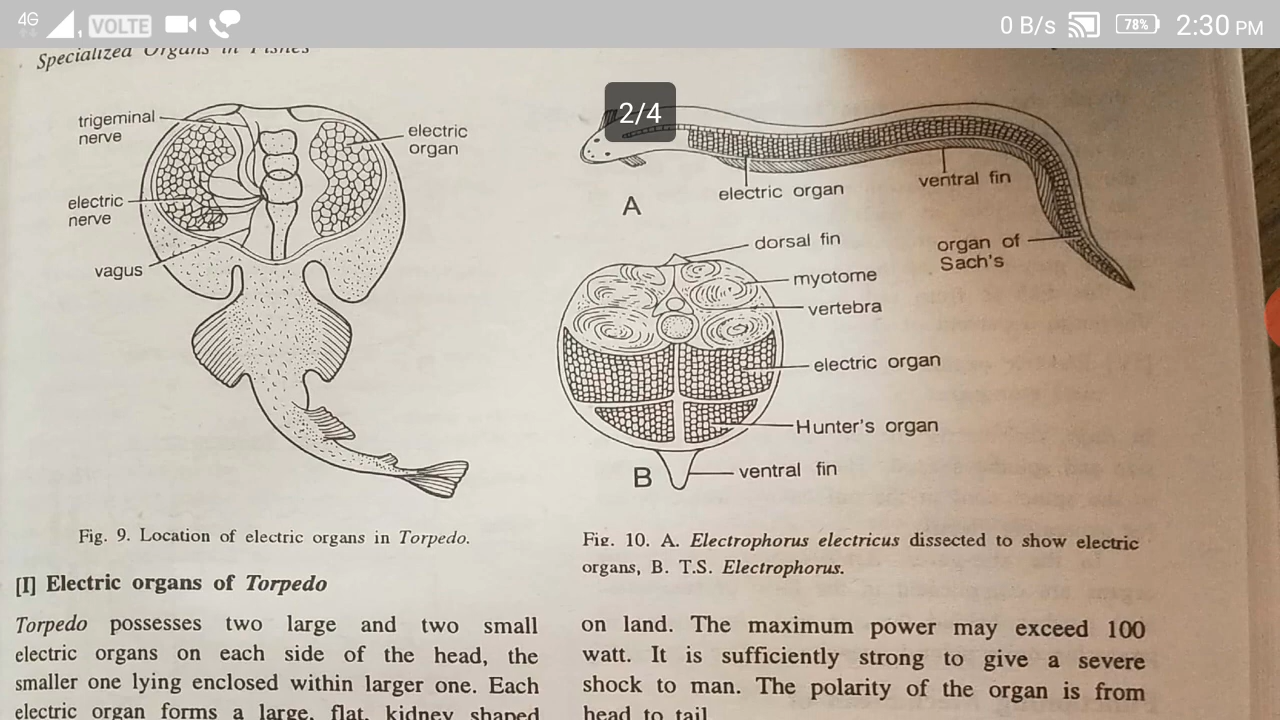 4G VOLTE 0 B/s 78% 2:30 PM
Specialized Organs in Fishes
2/4
trigeminal
nerve
electric
organ
electric
nerve
vagus
Fig. 9. Location of electric organs in Torpedo.
electric organ
ventral fin
A
organ of
Sach's
dorsal fin
myotome
vertebra
electric organ
Hunter's organ
ventral fin
B
Fig. 10. A. Electrophorus electricus dissected to show electric
organs, B. T.S. Electrophorus.
[I] Electric organs of Torpedo
Torpedo possesses two large and two small
electric organs on each side of the head, the
smaller one lying enclosed within larger one. Each
electric organ forms a large, flat, kidney shaped
on land. The maximum power may exceed 100
watt. It is sufficiently strong to give a severe
shock to man. The polarity of the organ is from
head to tail